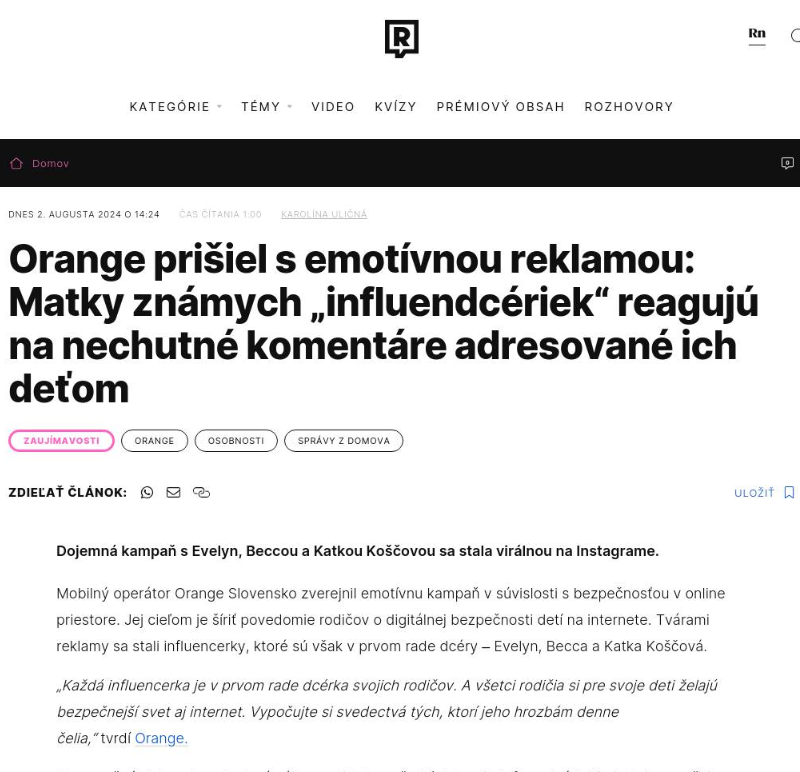 R
Rn
KATEGÓRIE TÉMY VIDEO KVÍZY PRÉMIOVÝ OBSAH ROZHOVORY
Domov
0
DNES 2. AUGUSTA 2024 O 14:24 ČAS ČÍTANIA 1:00 KAROLÍNA ULIČNÁ
Orange prišiel s emotívnou reklamou:
Matky známych „influendcériek“ reagujú
na nechutné komentáre adresované ich
deťom
ZAUJÍMAVOSTI ORANGE OSOBNOSTI SPRÁVY Z DOMOVA
ZDIEĽAŤ ČLÁNOK: ULOŽIŤ
Dojemná kampaň s Evelyn, Beccou a Katkou Koščovou sa stala virálnou na Instagrame.
Mobilný operátor Orange Slovensko zverejnil emotívnu kampaň v súvislosti s bezpečnosťou v online
priestore. Jej cieľom je šíriť povedomie rodičov o digitálnej bezpečnosti detí na internete. Tvárami
reklamy sa stali influencerky, ktoré sú však v prvom rade dcéry – Evelyn, Becca a Katka Koščová.
„Každá influencerka je v prvom rade dcérka svojich rodičov. A všetci rodičia si pre svoje deti želajú
bezpečnejší svet aj internet. Vypočujte si svedectvá tých, ktorí jeho hrozbám denne
čelia,“ tvrdí Orange.